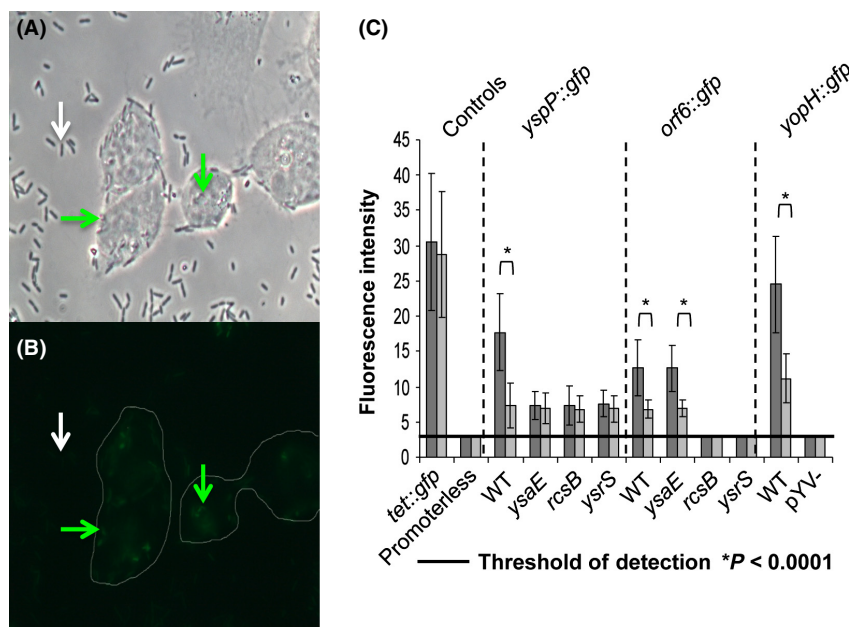 (A)
(B)
(C)
Controls
yspP::gfp
orf6::gfp
yopH::gfp
Fluorescence intensity
45
40
35
30
25
20
15
10
5
0
*
*
*
*
tet::gfp
Promoterless
WT
ysaE
rcsB
ysrS
WT
ysaE
rcsB
ysrS
WT
pYV-
Threshold of detection *P < 0.0001